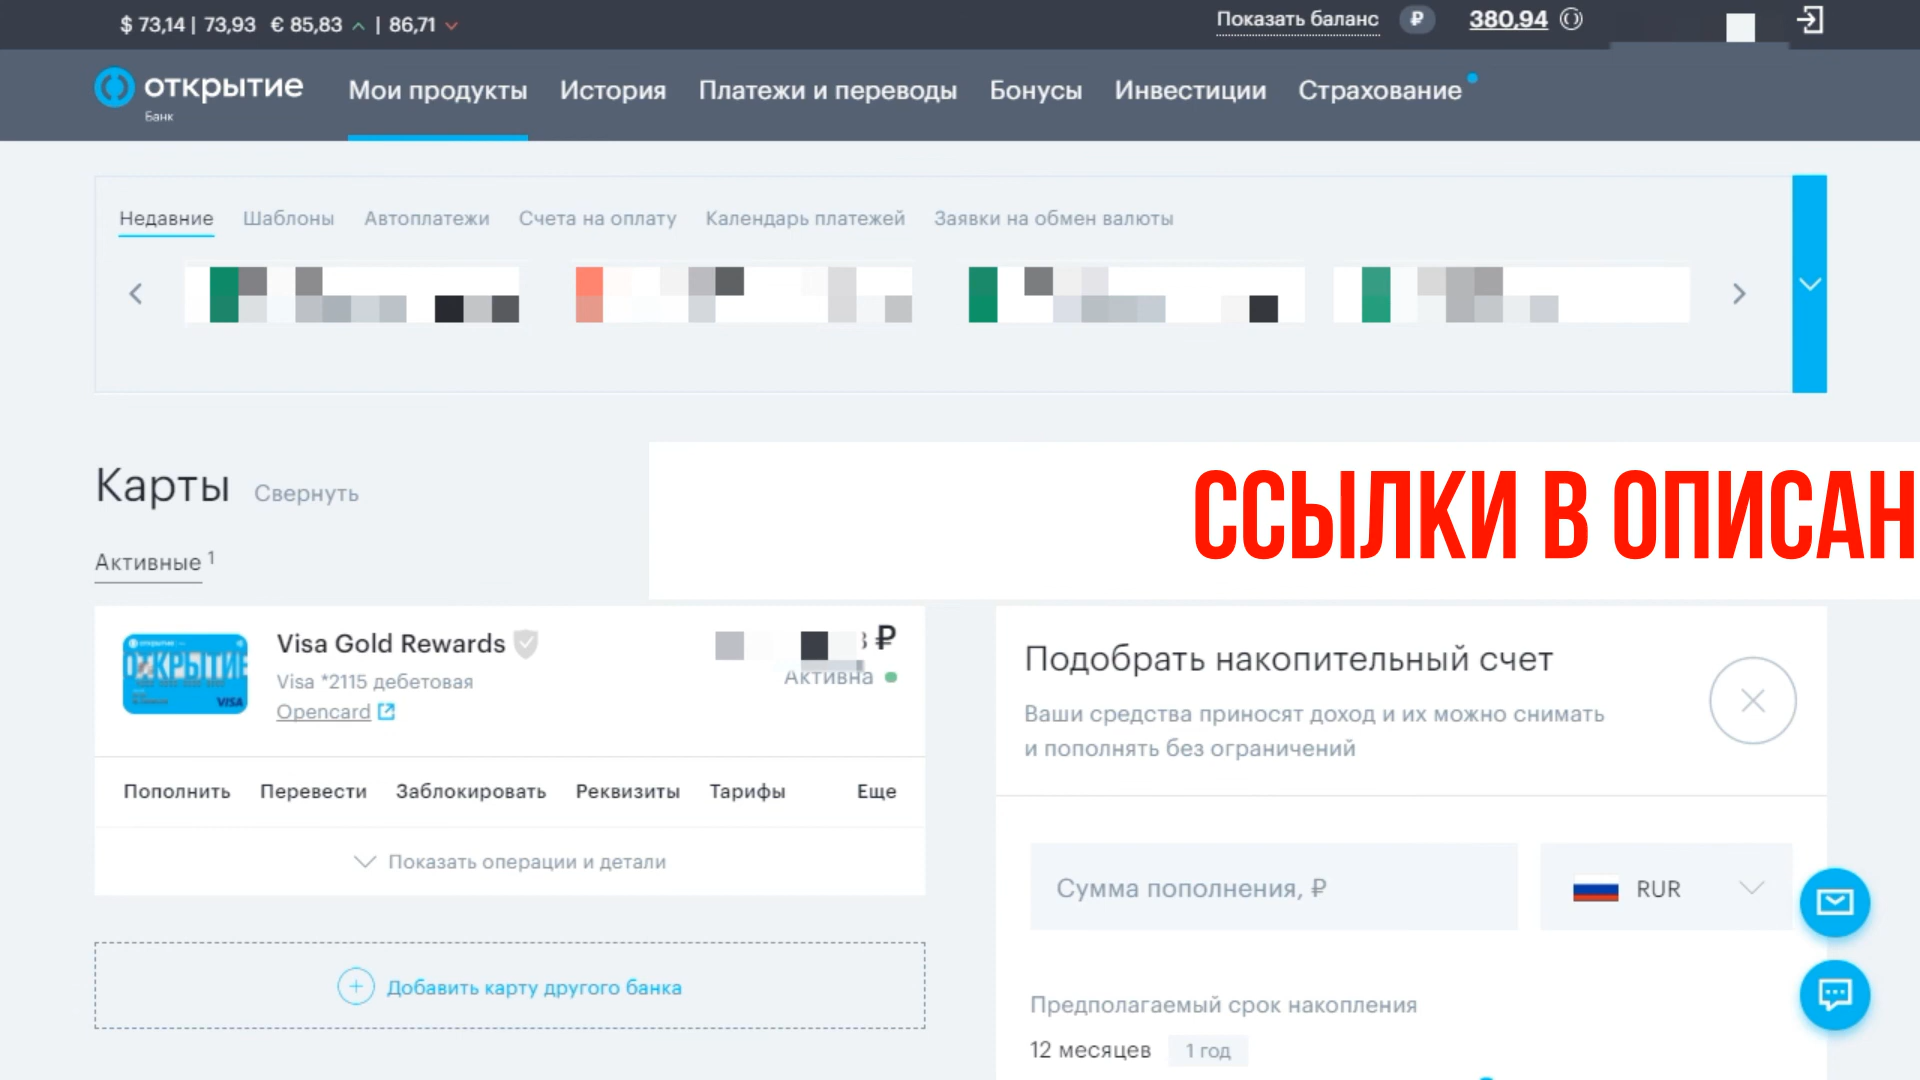 $ 73,14 | 73,93 € 85,83 | 86,71
Показать баланс ₽ 380,94
открытие
Банк
Мои продукты История Платежи и переводы Бонусы Инвестиции Страхование
Недавние Шаблоны Автоплатежи Счета на оплату Календарь платежей Заявки на обмен валюты
Карты Свернуть
ССЫЛКИ В ОПИСАН
Активные 1
Visa Gold Rewards
₽
Visa *2115 дебетовая
Активна
Opencard
ОТКРЫТИЕ
VISA
Пополнить Перевести Заблокировать Реквизиты Тарифы Еще
Показать операции и детали
Добавить карту другого банка
Подобрать накопительный счет
Ваши средства приносят доход и их можно снимать
и пополнять без ограничений
Сумма пополнения, ₽
RUR
Предполагаемый срок накопления
12 месяцев 1 год